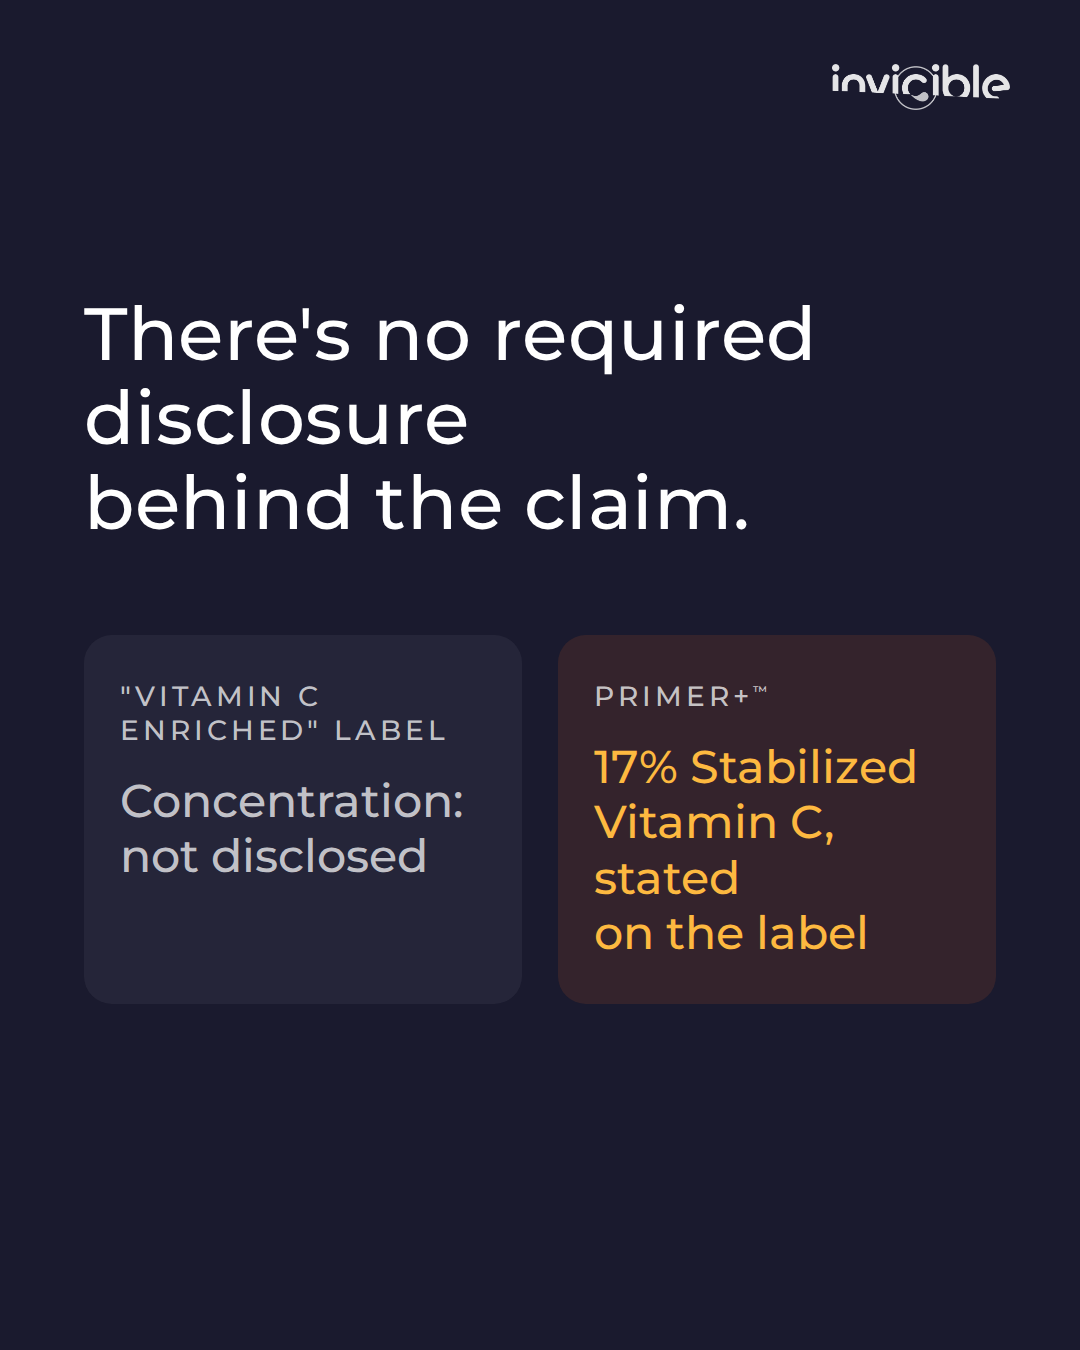 invicible
There's no required
disclosure
behind the claim.
"VITAMIN C
ENRICHED" LABEL
Concentration:
not disclosed
PRIMER+™
17% Stabilized
Vitamin C,
stated
on the label